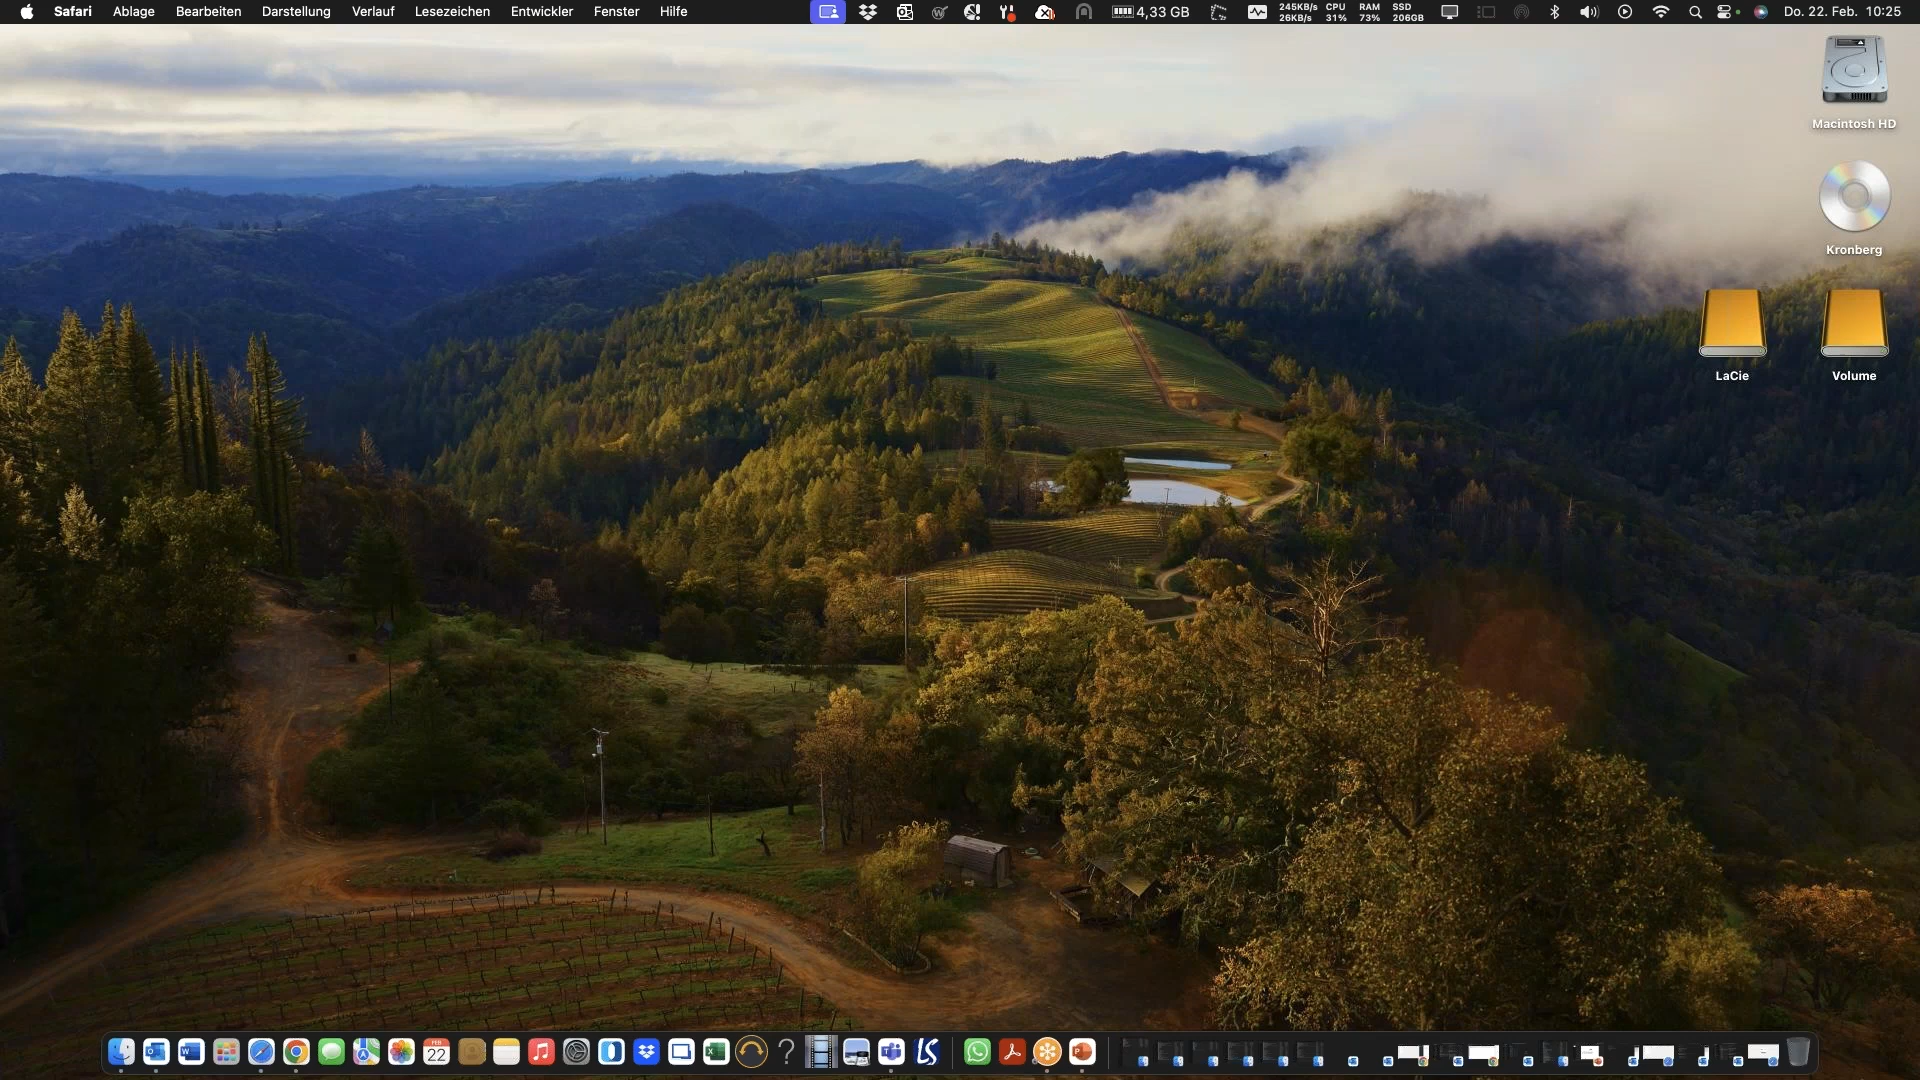 Safari Ablage Bearbeiten Darstellung Verlauf Lesezeichen Entwickler Fenster Hilfe 4,33 GB 245KB/s CPU RAM SSD Do. 22. Feb. 10:25
26KB/s 31% 73% 206GB
Macintosh HD
Kronberg
LaCie Volume
FEB
22